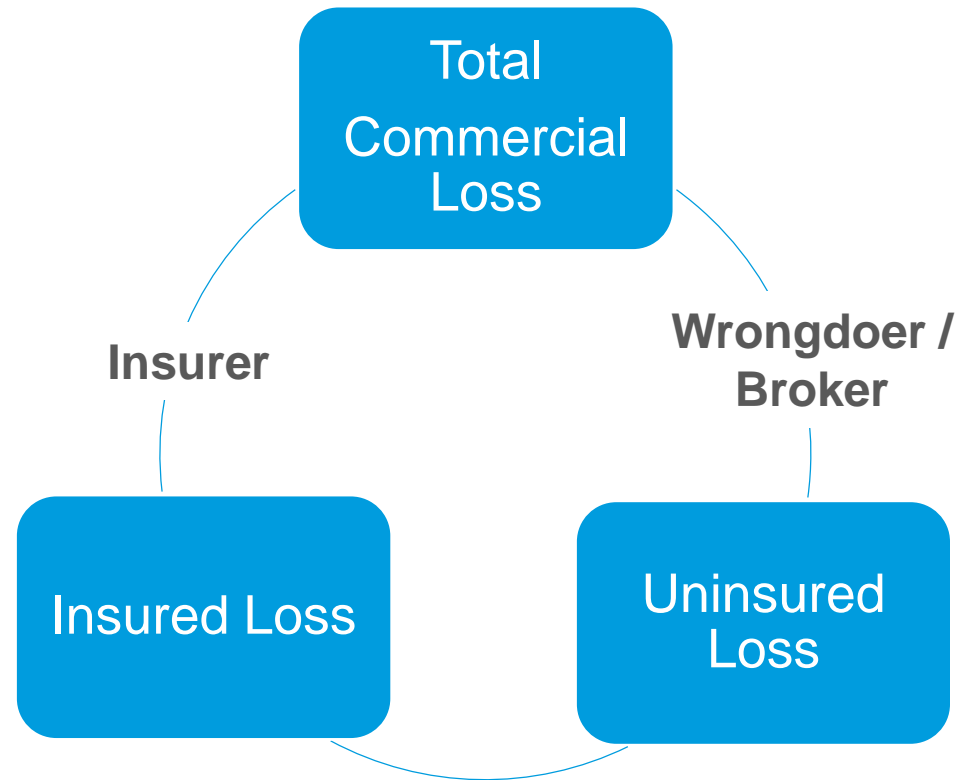 Total
Commercial
Loss
Insurer
Wrongdoer /
Broker
Insured Loss
Uninsured
Loss